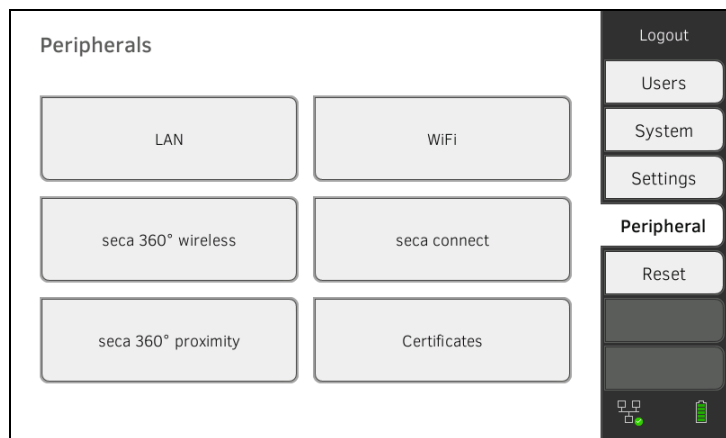 Peripherals
LAN
WiFi
seca 360° wireless
seca connect
seca 360° proximity
Certificates
Logout
Users
System
Settings
Peripheral
Reset